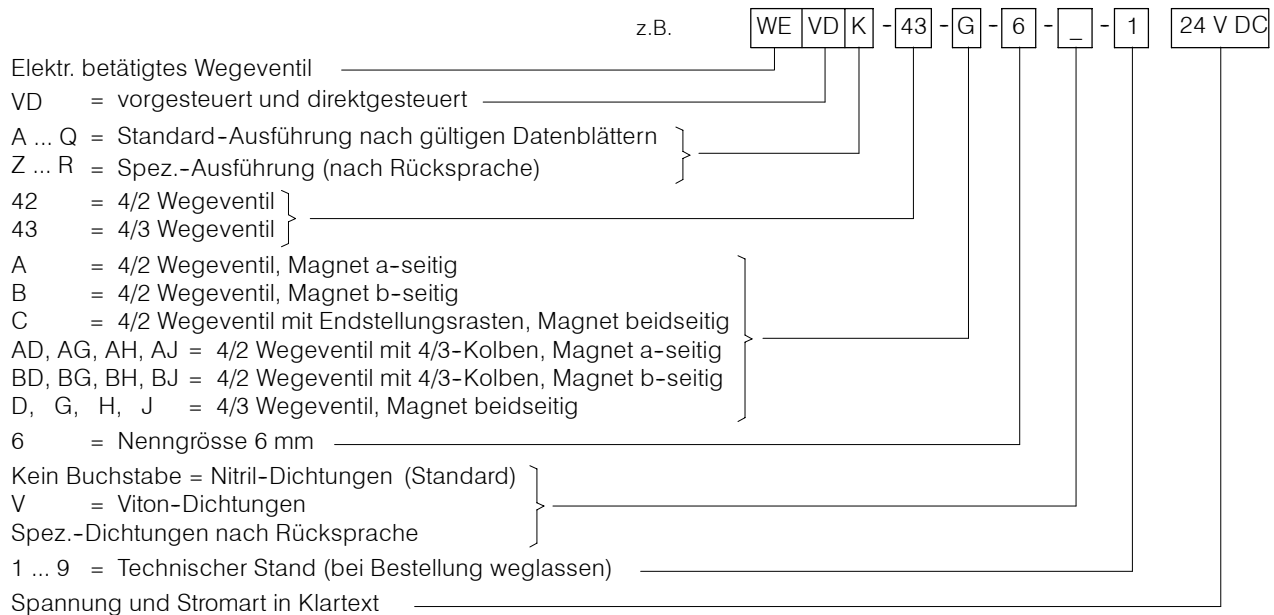 z.B. WE VD K - 43 - G - 6 - _ - 1 24 V DC
Elektr. betätigtes Wegeventil
VD = vorgesteuert und direktgesteuert
A ... Q = Standard-Ausführung nach gültigen Datenblättern
Z ... R = Spez.-Ausführung (nach Rücksprache)
42 = 4/2 Wegeventil
43 = 4/3 Wegeventil
A = 4/2 Wegeventil, Magnet a-seitig
B = 4/2 Wegeventil, Magnet b-seitig
C = 4/2 Wegeventil mit Endstellungsrasten, Magnet beidseitig
AD, AG, AH, AJ = 4/2 Wegeventil mit 4/3-Kolben, Magnet a-seitig
BD, BG, BH, BJ = 4/2 Wegeventil mit 4/3-Kolben, Magnet b-seitig
D, G, H, J = 4/3 Wegeventil, Magnet beidseitig
6 = Nenngrösse 6 mm
Kein Buchstabe = Nitril-Dichtungen (Standard)
V = Viton-Dichtungen
Spez.-Dichtungen nach Rücksprache
1 ... 9 = Technischer Stand (bei Bestellung weglassen)
Spannung und Stromart in Klartext